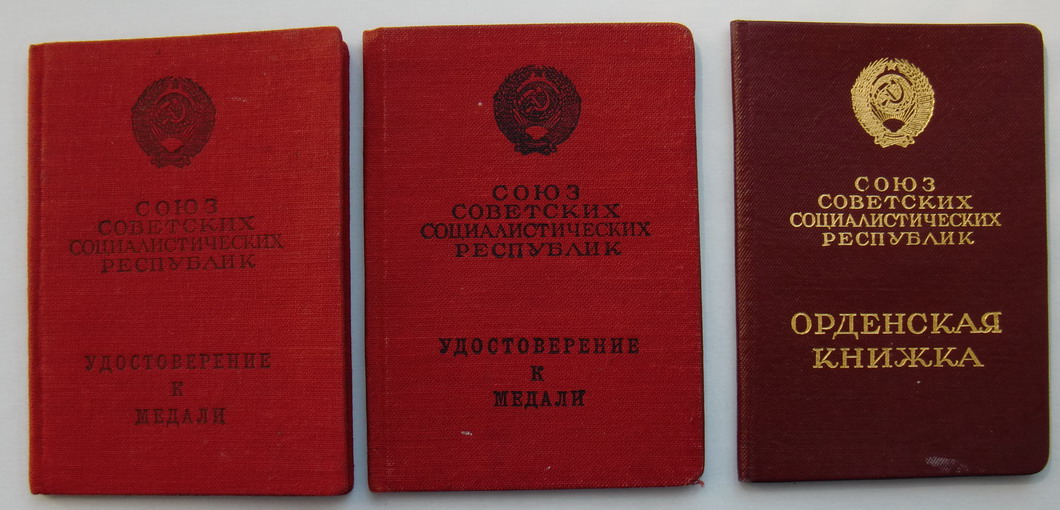 СОЮЗ
СОВЕТСКИХ
СОЦИАЛИСТИЧЕСКИХ
РЕСПУБЛИК
УДОСТОВЕРЕНИЕ
К
МЕДАЛИ
СОЮЗ
СОВЕТСКИХ
СОЦИАЛИСТИЧЕСКИХ
РЕСПУБЛИК
УДОСТОВЕРЕНИЕ
К
МЕДАЛИ
СОЮЗ
СОВЕТСКИХ
СОЦИАЛИСТИЧЕСКИХ
РЕСПУБЛИК
ОРДЕНСКАЯ
КНИЖКА